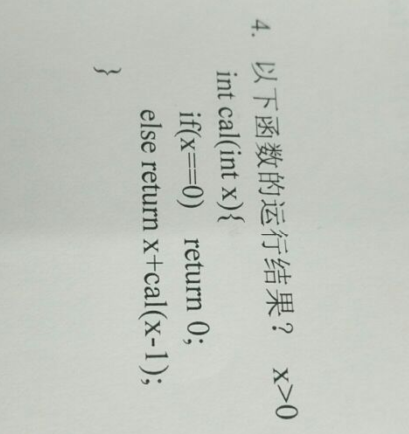 4. 以下函数的运行结果？ x>0
int cal(int x){
if(x==0) return 0;
else return x+cal(x-1);
}